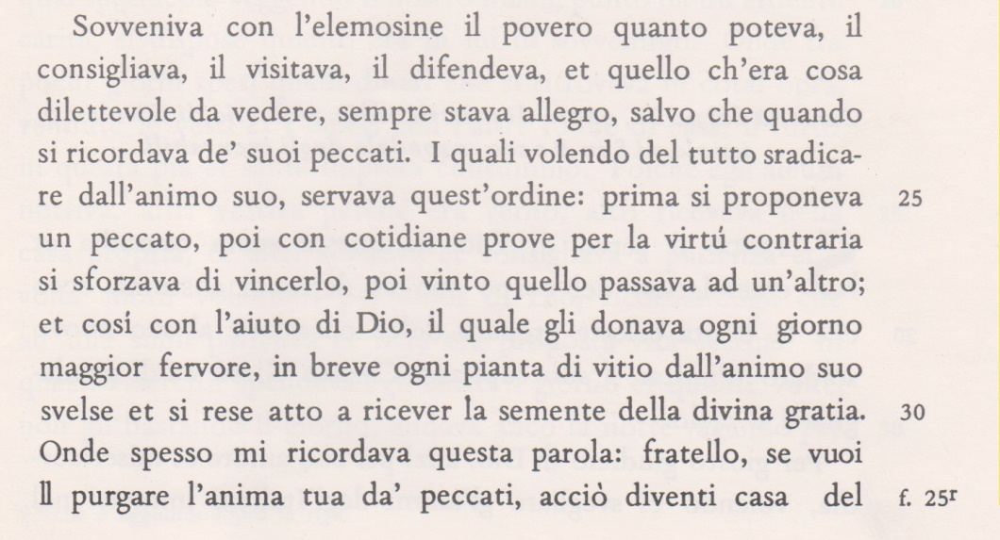 Sovveniva con l'elemosine il povero quanto poteva, il
consigliava, il visitava, il difendeva, et quello ch'era cosa
dilettevole da vedere, sempre stava allegro, salvo che quando
si ricordava de' suoi peccati. I quali volendo del tutto sradica-
re dall'animo suo, servava quest'ordine: prima si proponeva 25
un peccato, poi con cotidiane prove per la virtú contraria
si sforzava di vincerlo, poi vinto quello passava ad un'altro;
et cosí con l'aiuto di Dio, il quale gli donava ogni giorno
maggior fervore, in breve ogni pianta di vitio dall'animo suo
svelse et si rese atto a ricever la semente della divina gratia. 30
Onde spesso mi ricordava questa parola: fratello, se vuoi
ll purgare l'anima tua da' peccati, acciò diventi casa del f. 25r